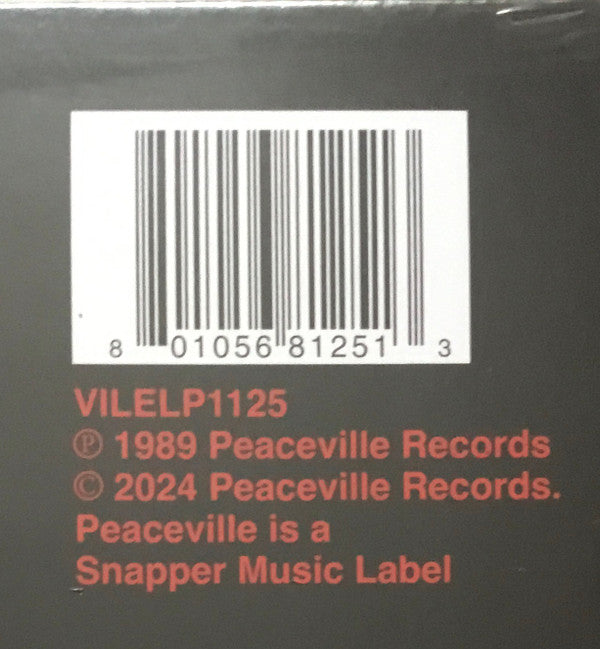 8 01056 81251 3
VILELP1125
℗ 1989 Peaceville Records
© 2024 Peaceville Records.
Peaceville is a
Snapper Music Label